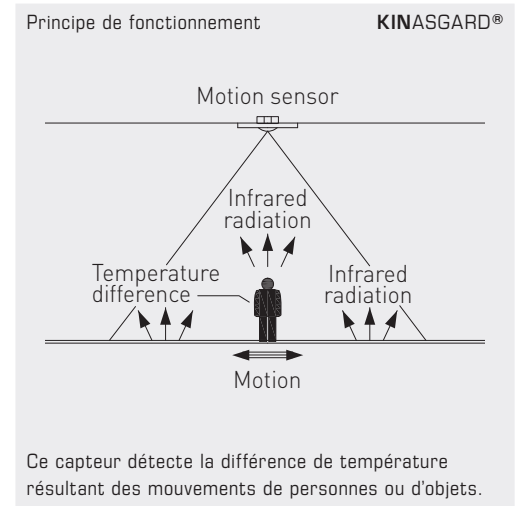 Principe de fonctionnement KINASGARD®
Motion sensor
Infrared
radiation
Temperature
difference
Infrared
radiation
Motion
Ce capteur détecte la différence de température
résultant des mouvements de personnes ou d'objets.